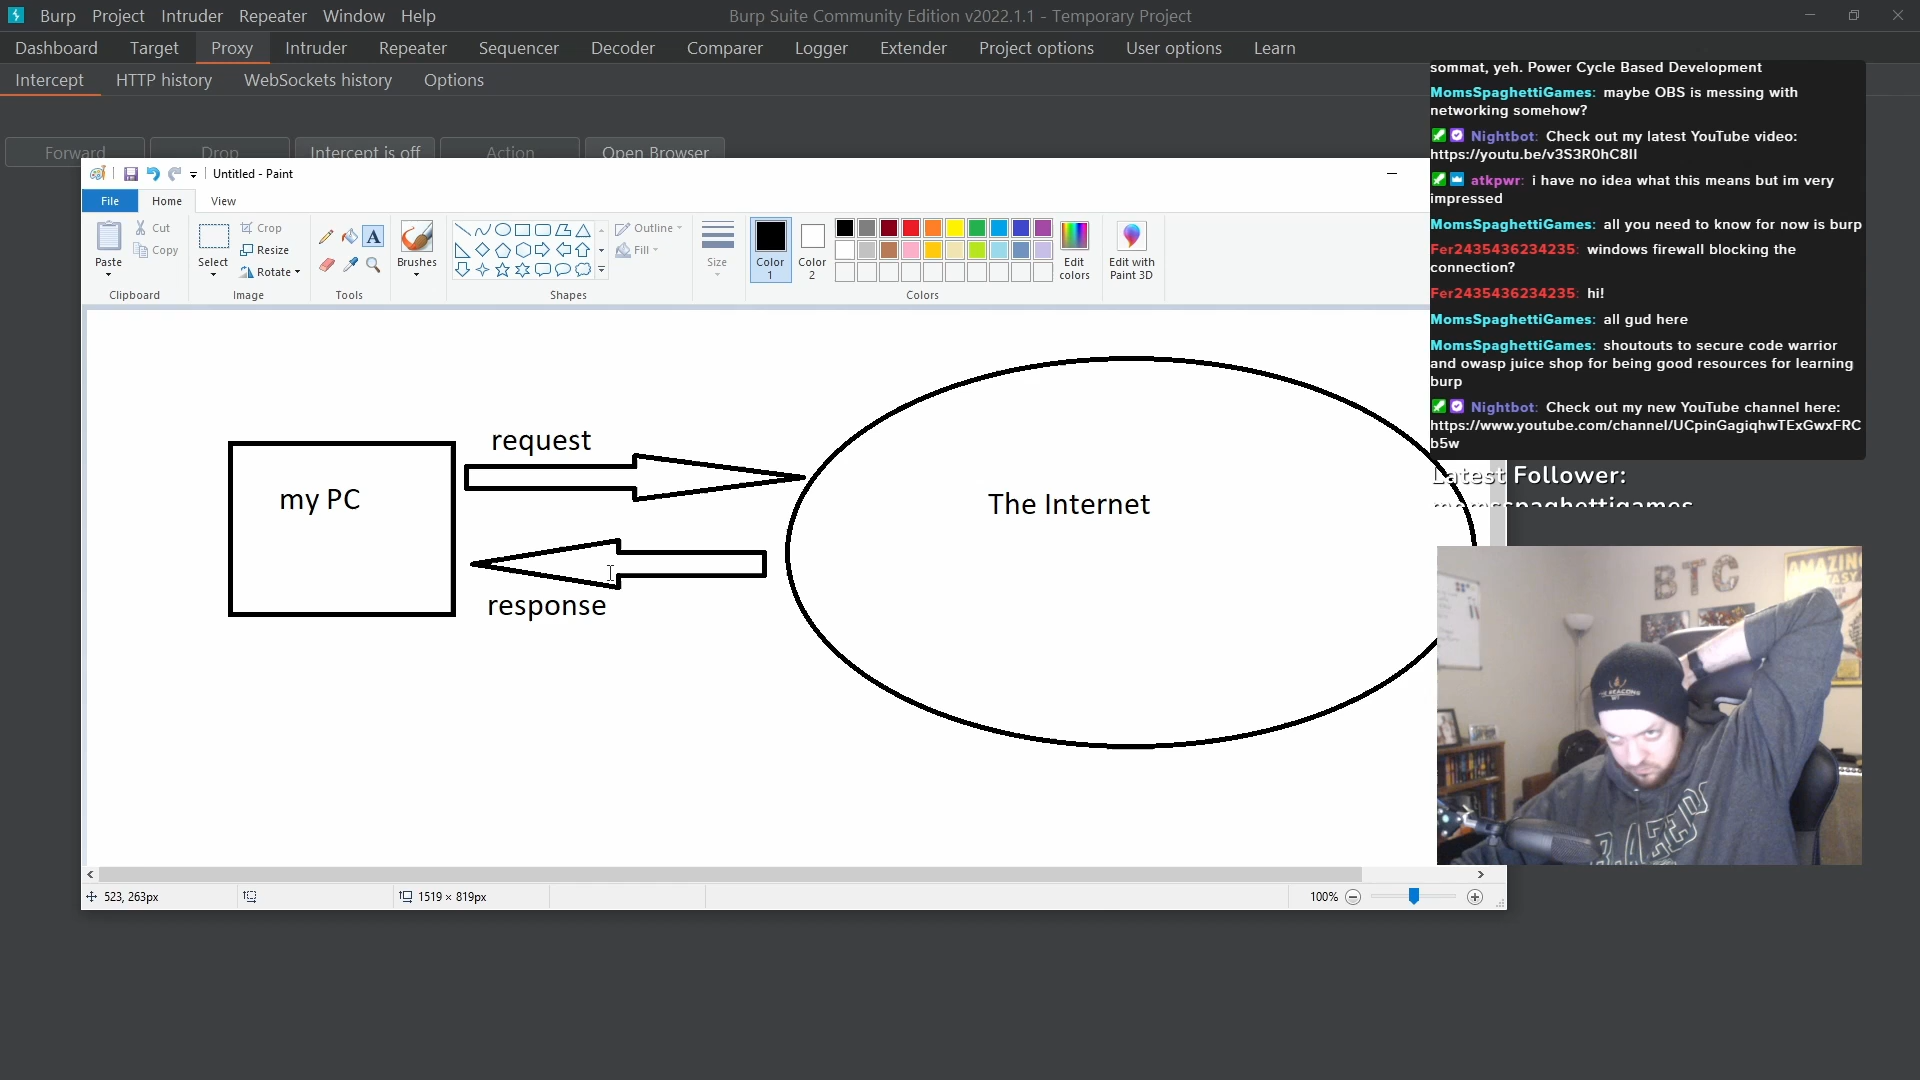 Burp Project Intruder Repeater Window Help
Burp Suite Community Edition v2022.1.1 - Temporary Project
Dashboard Target Proxy Intruder Repeater Sequencer Decoder Comparer Logger Extender Project options User options Learn
Intercept HTTP history WebSockets history Options
Forward Drop Intercept is off Action Open Browser
Untitled - Paint
File Home View
Paste
Cut
Copy
Clipboard
Select
Crop
Resize
Rotate
Image
A
Tools
Brushes
Shapes
Outline
Fill
Size
Color
1
Color
2
Colors
Edit
colors
Edit with
Paint 3D
my PC
request
response
The Internet
523, 263px
1519 × 819px
100%
sommat, yeh. Power Cycle Based Development
MomsSpaghettiGames: maybe OBS is messing with
networking somehow?
Nightbot: Check out my latest YouTube video:
https://youtu.be/v3S3R0hC8II
atkpwr: i have no idea what this means but im very
impressed
MomsSpaghettiGames: all you need to know for now is burp
Fer2435436234235: windows firewall blocking the
connection?
Fer2435436234235: hi!
MomsSpaghettiGames: all gud here
MomsSpaghettiGames: shoutouts to secure code warrior
and owasp juice shop for being good resources for learning
burp
Nightbot: Check out my new YouTube channel here:
https://www.youtube.com/channel/UCpinGagiqhwTExGwxFRC
b5w
Latest Follower:
momsspaghettigames
BTC